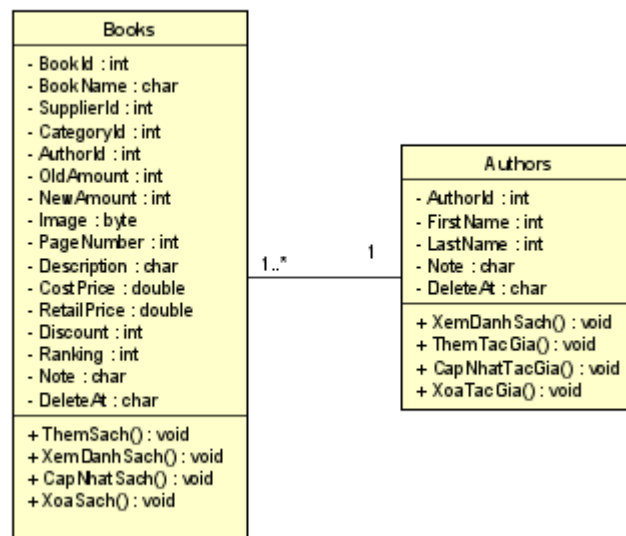 Books
- BookId : int
- BookName : char
- SupplierId : int
- CategoryId : int
- AuthorId : int
- OldAmount : int
- NewAmount : int
- Image : byte
- PageNumber : int
- Description : char
- CostPrice : double
- RetailPrice : double
- Discount : int
- Ranking : int
- Note : char
- DeleteAt : char
+ ThemSach() : void
+ XemDanhSach() : void
+ CapNhatSach() : void
+ XoaSach() : void
1..*
1
Authors
- AuthorId : int
- FirstName : int
- LastName : int
- Note : char
- DeleteAt : char
+ XemDanhSach() : void
+ ThemTacGia() : void
+ CapNhatTacGia() : void
+ XoaTacGia() : void